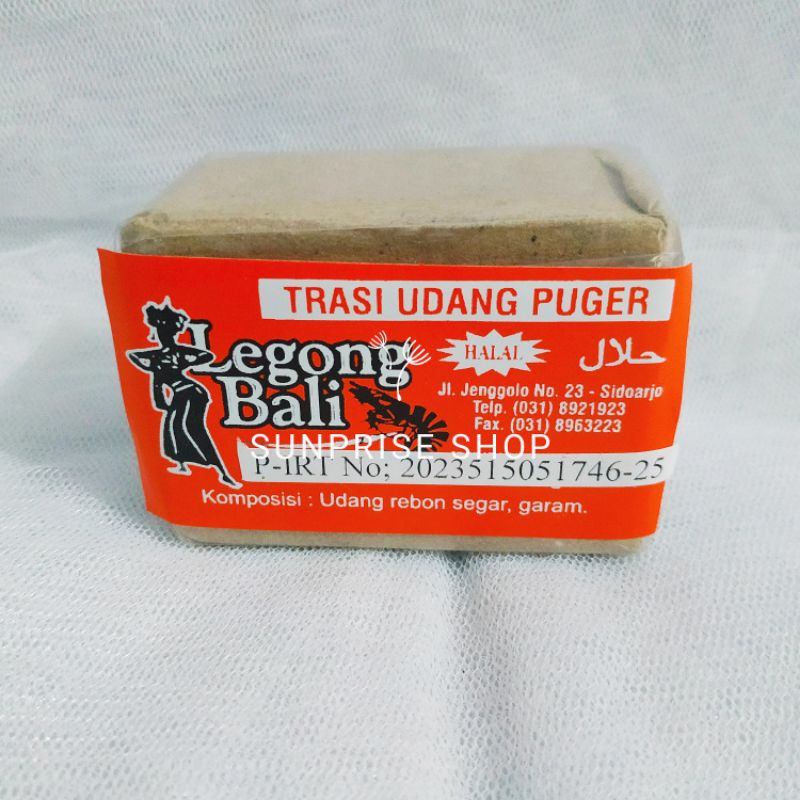 TRASI UDANG PUGER
Legong
Bali
HALAL
حلال
Jl. Jenggolo No. 23 - Sidoarjo
Telp. (031) 8921923
Fax. (031) 8963223
SUNPRISE SHOP
P-IRT No; 2023515051746-25
Komposisi : Udang rebon segar, garam.